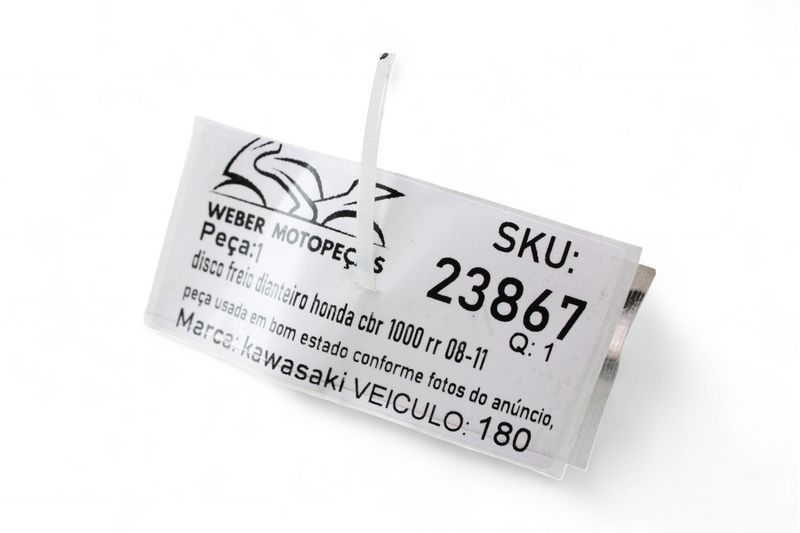 WEBER MOTOPEÇAS
SKU:
23867
Q: 1
Peça:1
disco freio dianteiro honda cbr 1000 rr 08-11
peça usada em bom estado conforme fotos do anúncio,
Marca: kawasaki VEICULO: 180